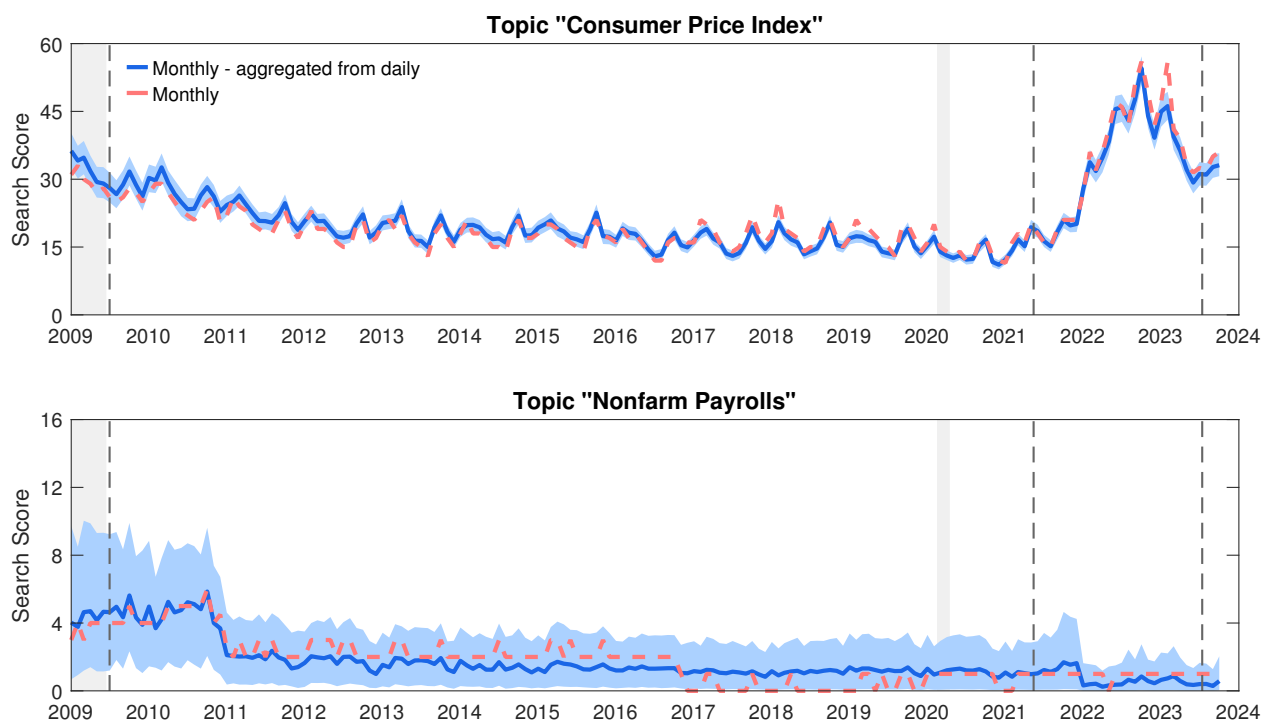 Topic "Consumer Price Index"
60
45
30
15
0
Search Score
Monthly - aggregated from daily
Monthly
2009 2010 2011 2012 2013 2014 2015 2016 2017 2018 2019 2020 2021 2022 2023 2024
Topic "Nonfarm Payrolls"
16
12
8
4
0
Search Score
2009 2010 2011 2012 2013 2014 2015 2016 2017 2018 2019 2020 2021 2022 2023 2024